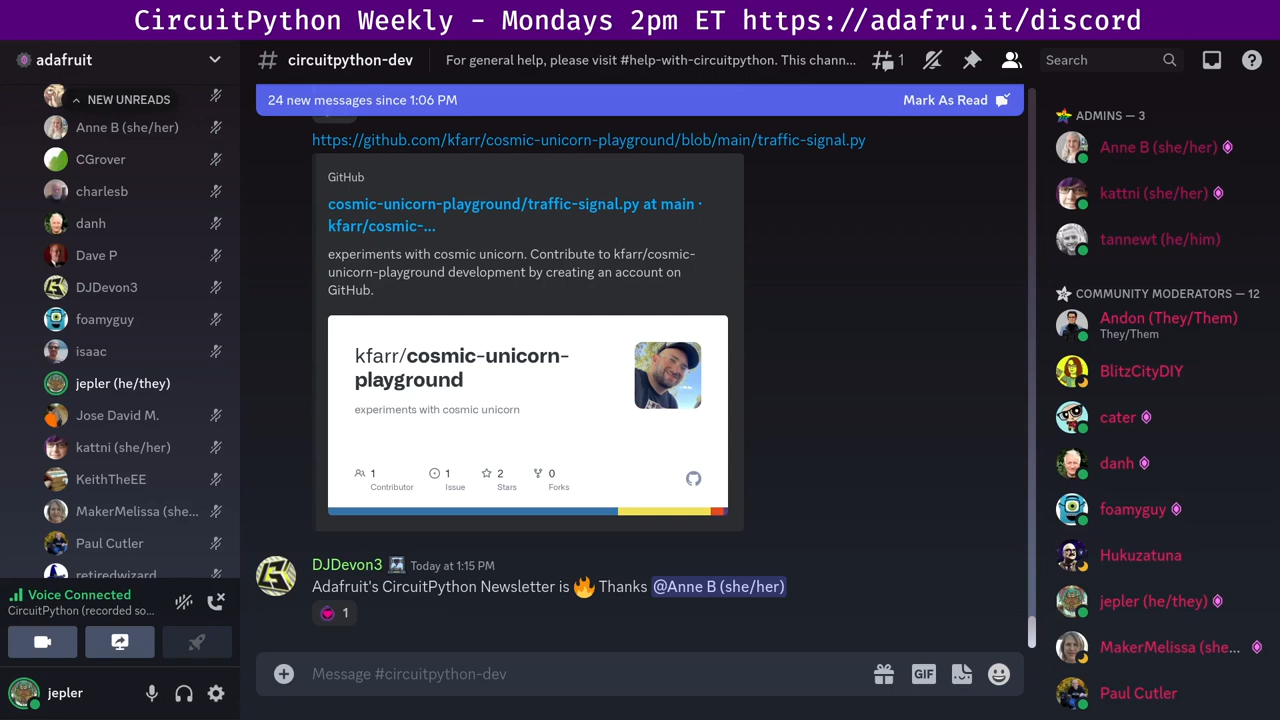 CircuitPython Weekly - Mondays 2pm ET https://adafru.it/discord
adafruit
NEW UNREADS
Anne B (she/her)
CGrover
charlesb
danh
Dave P
DJDevon3
foamyguy
isaac
jepler (he/they)
Jose David M.
kattni (she/her)
KeithTheEE
MakerMelissa (she...
Paul Cutler
retiredwizard
Voice Connected
CircuitPython (recorded so...
jepler
circuitpython-dev
For general help, please visit #help-with-circuitpython. This chann...
1
Search
24 new messages since 1:06 PM
Mark As Read
https://github.com/kfarr/cosmic-unicorn-playground/blob/main/traffic-signal.py
GitHub
cosmic-unicorn-playground/traffic-signal.py at main ·
kfarr/cosmic-...
experiments with cosmic unicorn. Contribute to kfarr/cosmic-
unicorn-playground development by creating an account on
GitHub.
kfarr/cosmic-unicorn-
playground
experiments with cosmic unicorn
1 1 2 0
Contributor Issue Stars Forks
DJDevon3 Today at 1:15 PM
Adafruit's CircuitPython Newsletter is 🔥 Thanks @Anne B (she/her)
1
Message #circuitpython-dev
GIF
ADMINS — 3
Anne B (she/her)
kattni (she/her)
tannewt (he/him)
COMMUNITY MODERATORS — 12
Andon (They/Them)
They/Them
BlitzCityDIY
cater
danh
foamyguy
Hukuzatuna
jepler (he/they)
MakerMelissa (she...
Paul Cutler